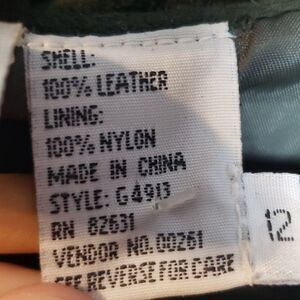 SHELL:
100% LEATHER
LINING:
100% NYLON
MADE IN CHINA
STYLE: G4913
RN 82631
VENDOR NO. 00261
SEE REVERSE FOR CARE
12